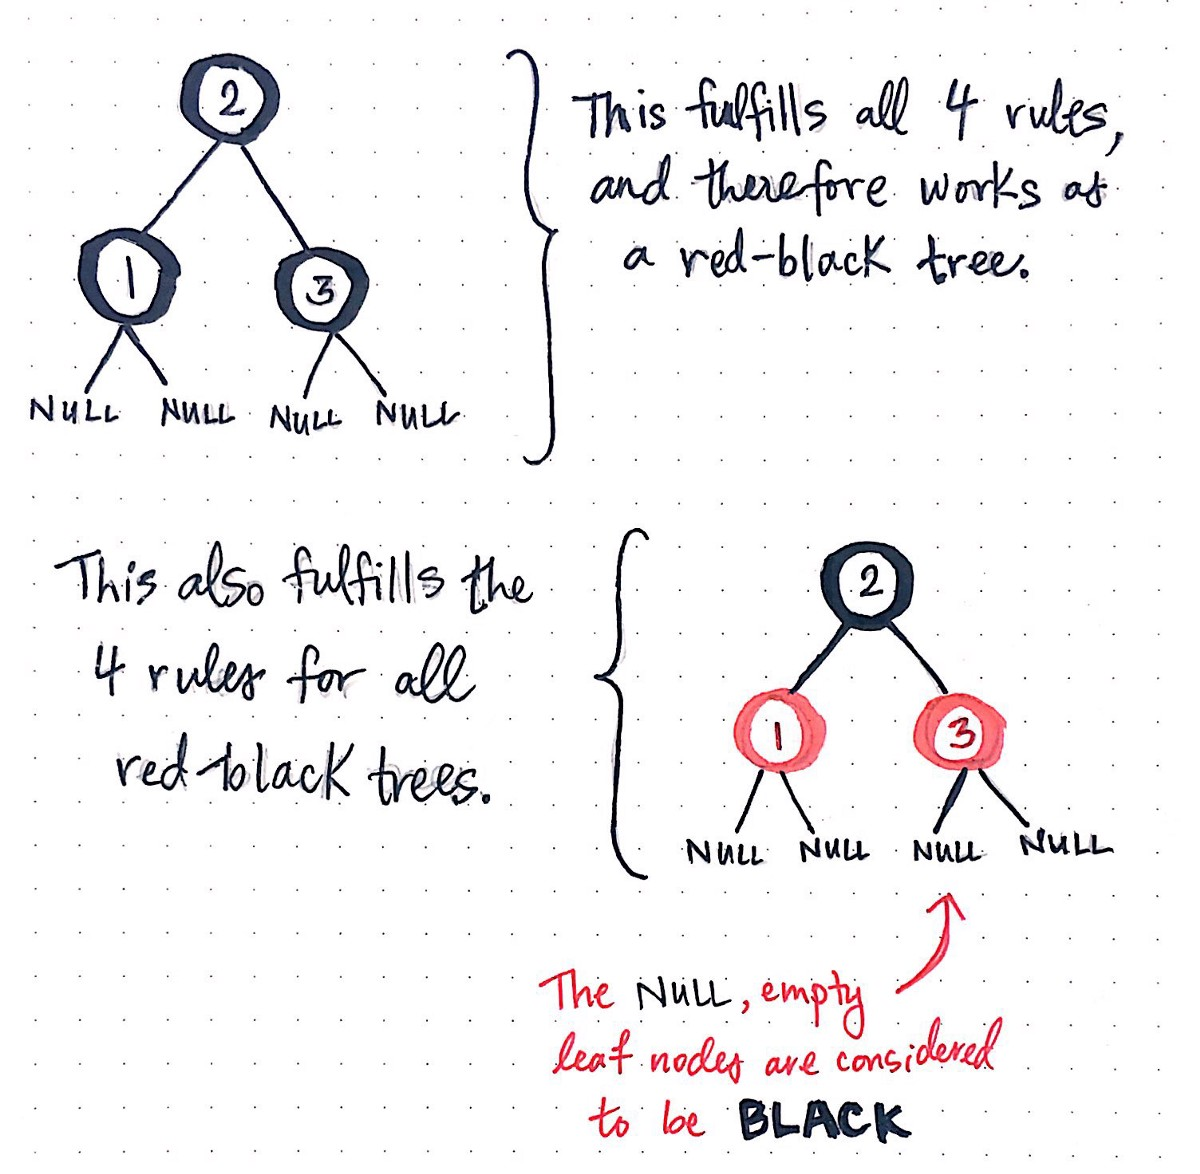 2
This fulfills all 4 rules,
and therefore works as
a red-black tree.
1
3
NULL NULL NULL NULL
This also fulfills the
4 rules for all
red-black trees.
2
1
3
NULL NULL NULL NULL
The NULL, empty
leaf nodes are considered
to be BLACK